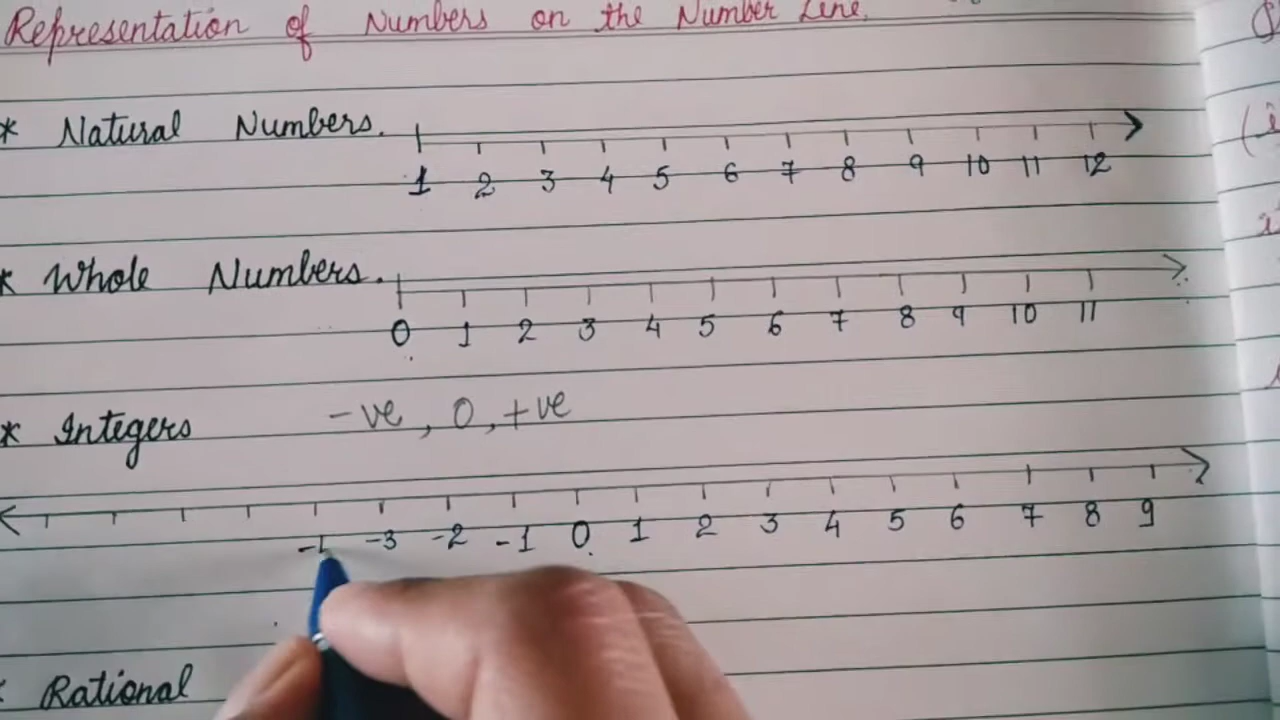 Representation of Numbers on the Number Line.
* Natural Numbers.
1 2 3 4 5 6 7 8 9 10 11 12
* Whole Numbers.
0 1 2 3 4 5 6 7 8 9 10 11
* Integers -ve, 0, +ve
-3 -2 -1 0 1 2 3 4 5 6 7 8 9
* Rational